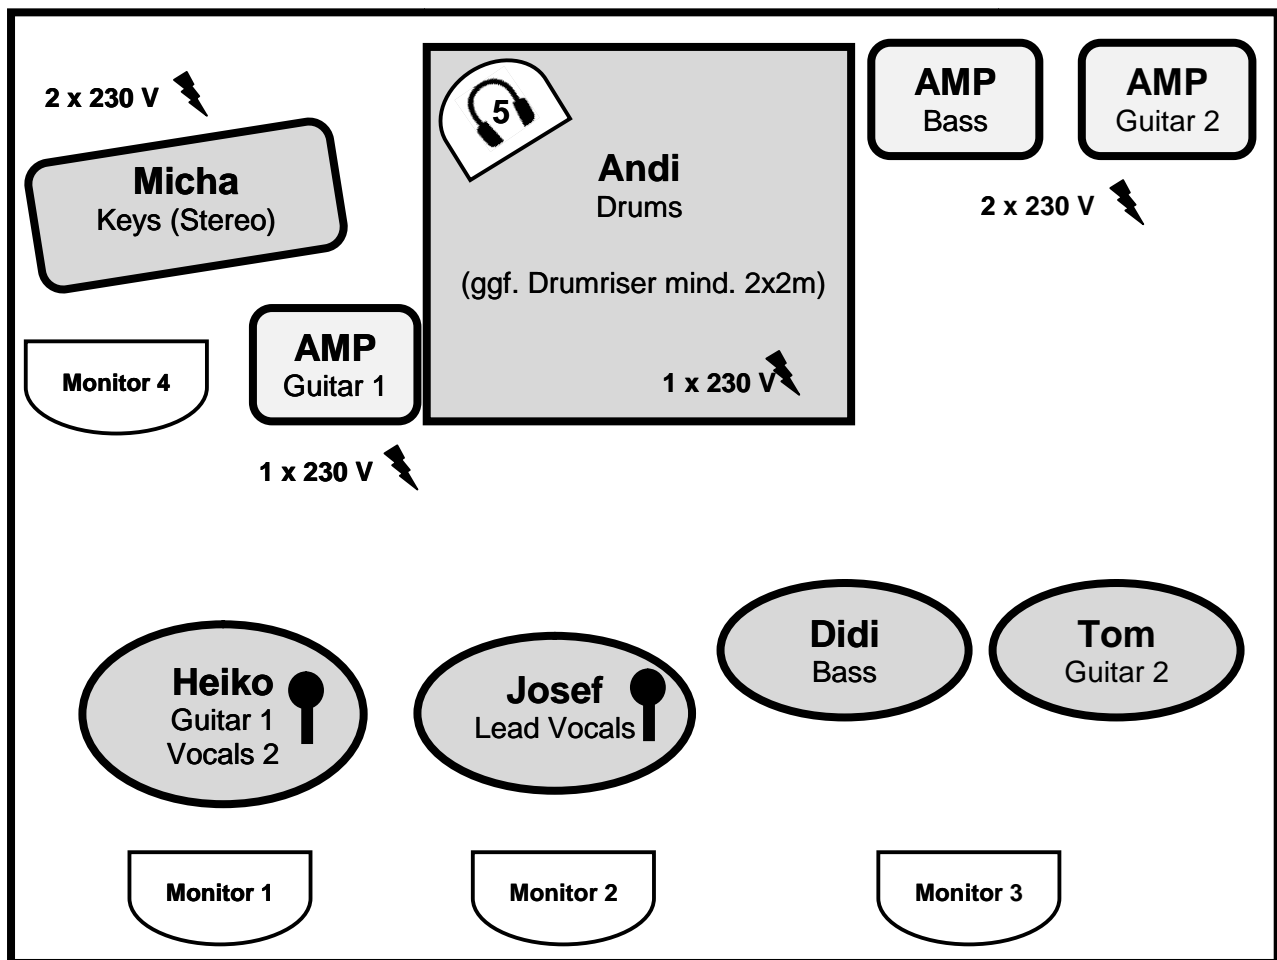 2 x 230 V
Micha
Keys (Stereo)
5
Andi
Drums
(ggf. Drumriser mind. 2x2m)
1 x 230 V
AMP
Bass
AMP
Guitar 2
2 x 230 V
Monitor 4
AMP
Guitar 1
1 x 230 V
Heiko
Guitar 1
Vocals 2
Josef
Lead Vocals
Didi
Bass
Tom
Guitar 2
Monitor 1
Monitor 2
Monitor 3